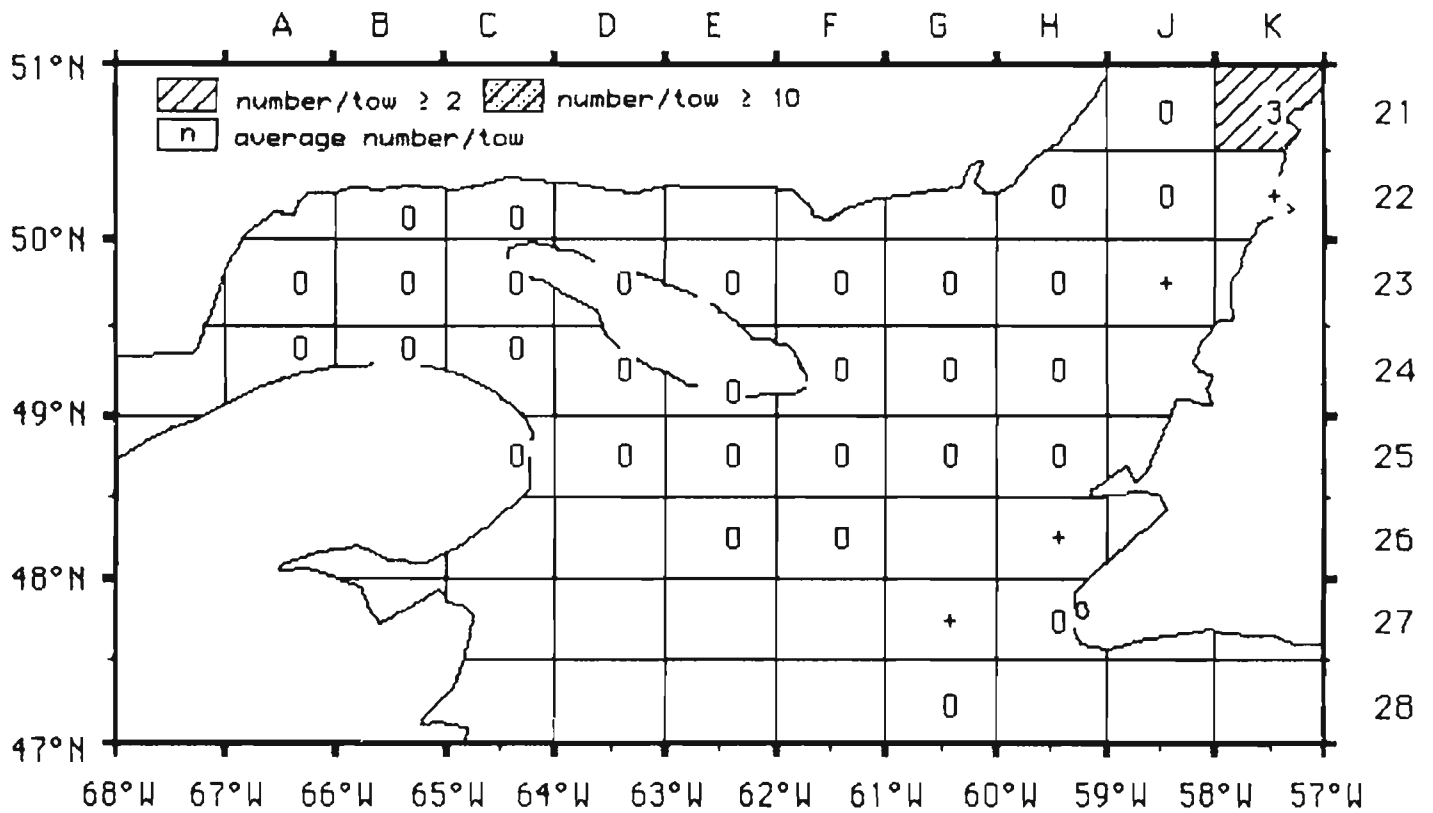 A B C D E F G H J K
51°N
number/tow ≥ 2 number/tow ≥ 10
n average number/tow
0 3 21
0 0 + 22
0 0
50°N
0 0 0 0 0 0 0 0 + 23
0 0 0 0 0 0 0 0 24
49°N
0 0 0 0 0 0 25
0 0 + 26
48°N
+ 0 27
0 28
47°N
68°W 67°W 66°W 65°W 64°W 63°W 62°W 61°W 60°W 59°W 58°W 57°W